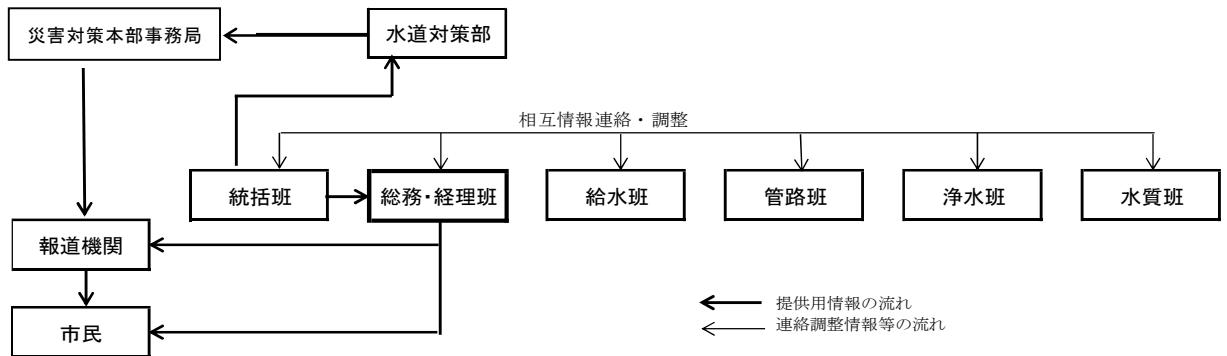 災害対策本部事務局
水道対策部
相互情報連絡・調整
統括班
総務・経理班
給水班
管路班
浄水班
水質班
報道機関
市民
提供用情報の流れ
連絡調整情報等の流れ